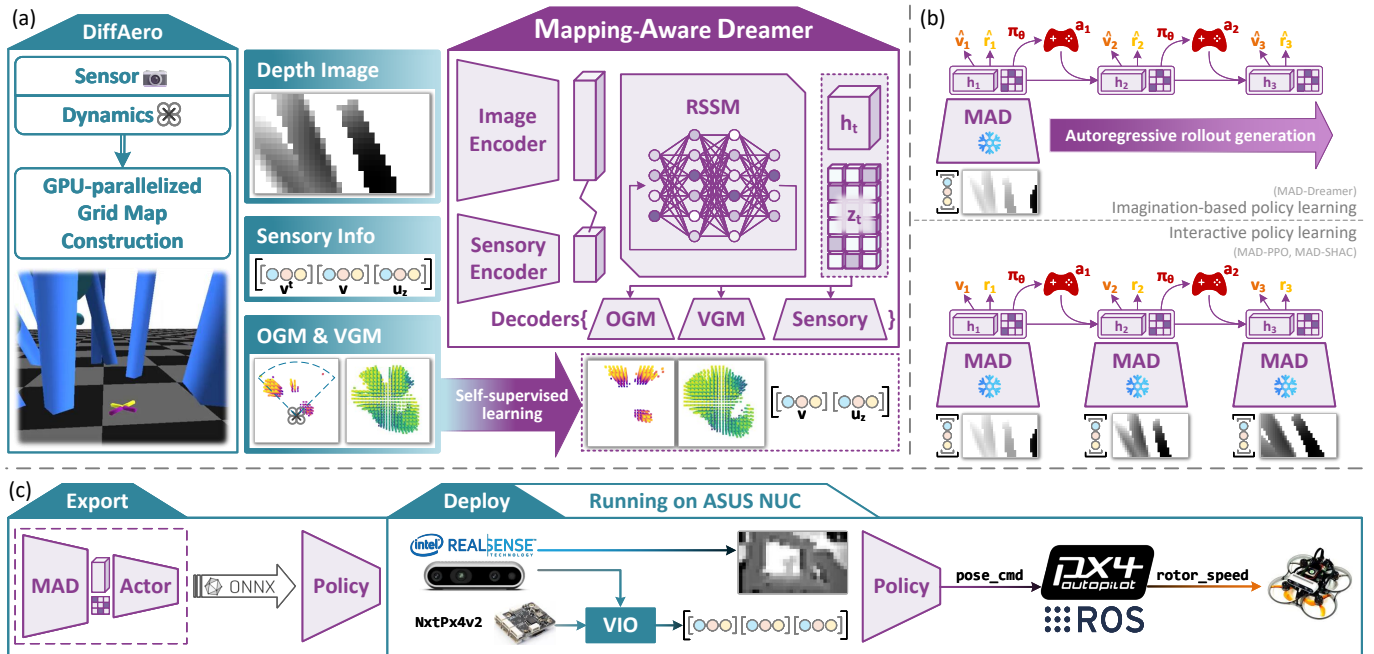 (a)
DiffAero
Sensor
Dynamics
GPU-parallelized
Grid Map
Construction
Depth Image
Sensory Info
v^t
v
u_z
OGM & VGM
Mapping-Aware Dreamer
Image
Encoder
Sensory
Encoder
RSSM
h_t
z_t
Decoders{
OGM
VGM
Sensory
}
Self-supervised
learning
v
u_z
(b)
v̂_1
r̂_1
π_θ
a_1
v̂_2
r̂_2
π_θ
a_2
v̂_3
r̂_3
h_1
h_2
h_3
MAD
Autoregressive rollout generation
(MAD-Dreamer)
Imagination-based policy learning
Interactive policy learning
(MAD-PPO, MAD-SHAC)
v_1
r_1
π_θ
a_1
v_2
r_2
π_θ
a_2
v_3
r_3
h_1
h_2
h_3
MAD
MAD
MAD
(c)
Export
MAD
Actor
ONNX
Policy
Deploy
Running on ASUS NUC
intel REALSENSE
TECHNOLOGY
NxtPx4v2
VIO
Policy
pose_cmd
px4
autopilot
ROS
rotor_speed